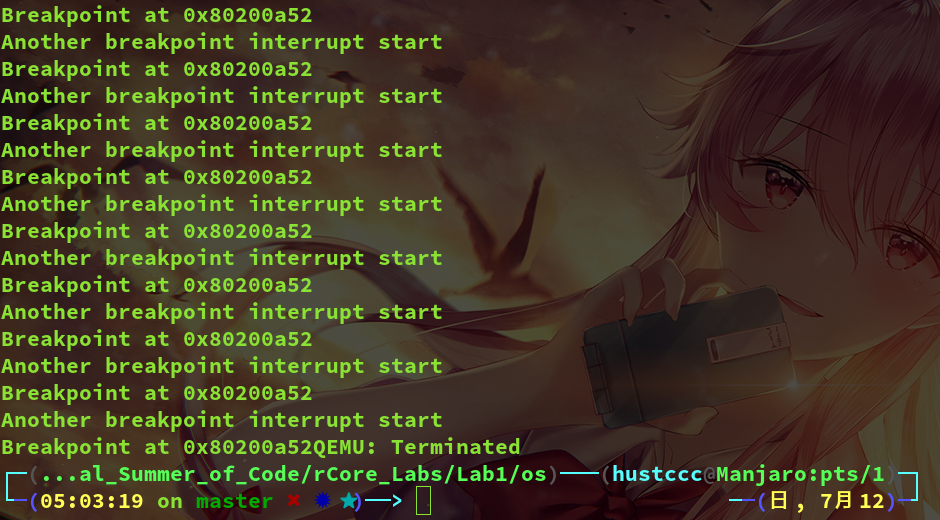 Breakpoint at 0x80200a52
Another breakpoint interrupt start
Breakpoint at 0x80200a52
Another breakpoint interrupt start
Breakpoint at 0x80200a52
Another breakpoint interrupt start
Breakpoint at 0x80200a52
Another breakpoint interrupt start
Breakpoint at 0x80200a52
Another breakpoint interrupt start
Breakpoint at 0x80200a52
Another breakpoint interrupt start
Breakpoint at 0x80200a52
Another breakpoint interrupt start
Breakpoint at 0x80200a52
Another breakpoint interrupt start
Breakpoint at 0x80200a52QEMU: Terminated
(...al_Summer_of_Code/rCore_Labs/Lab1/os)——(hustccc@Manjaro:pts/1)
(05:03:19 on master ✖ ✹ ★)——> —(日, 7月12)